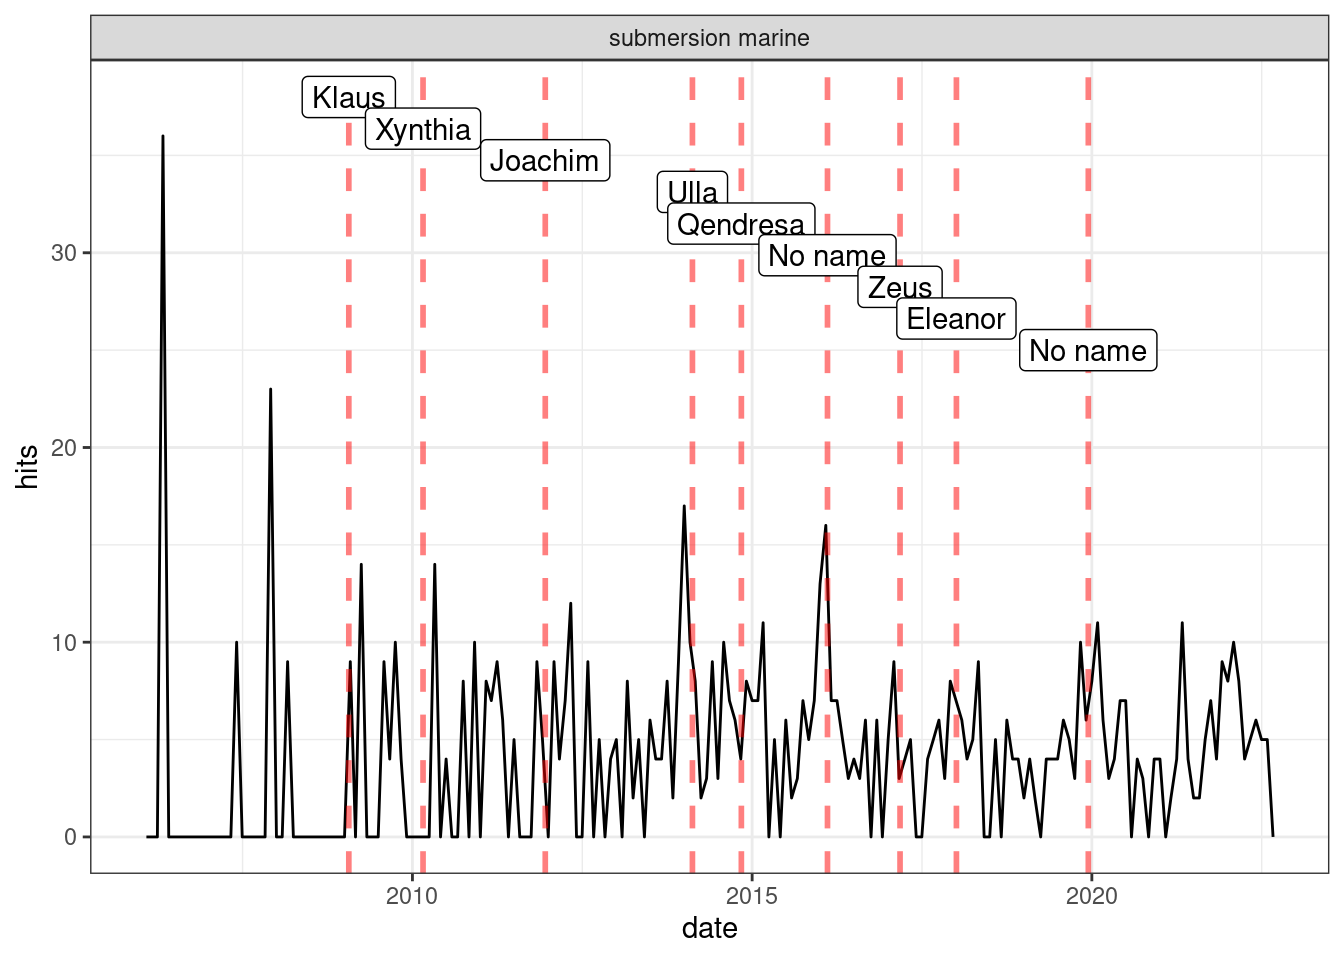 submersion marine
Klaus
Xynthia
Joachim
Ulla
Qendresa
No name
Zeus
Eleanor
No name
hits
30
20
10
0
2010
2015
2020
date